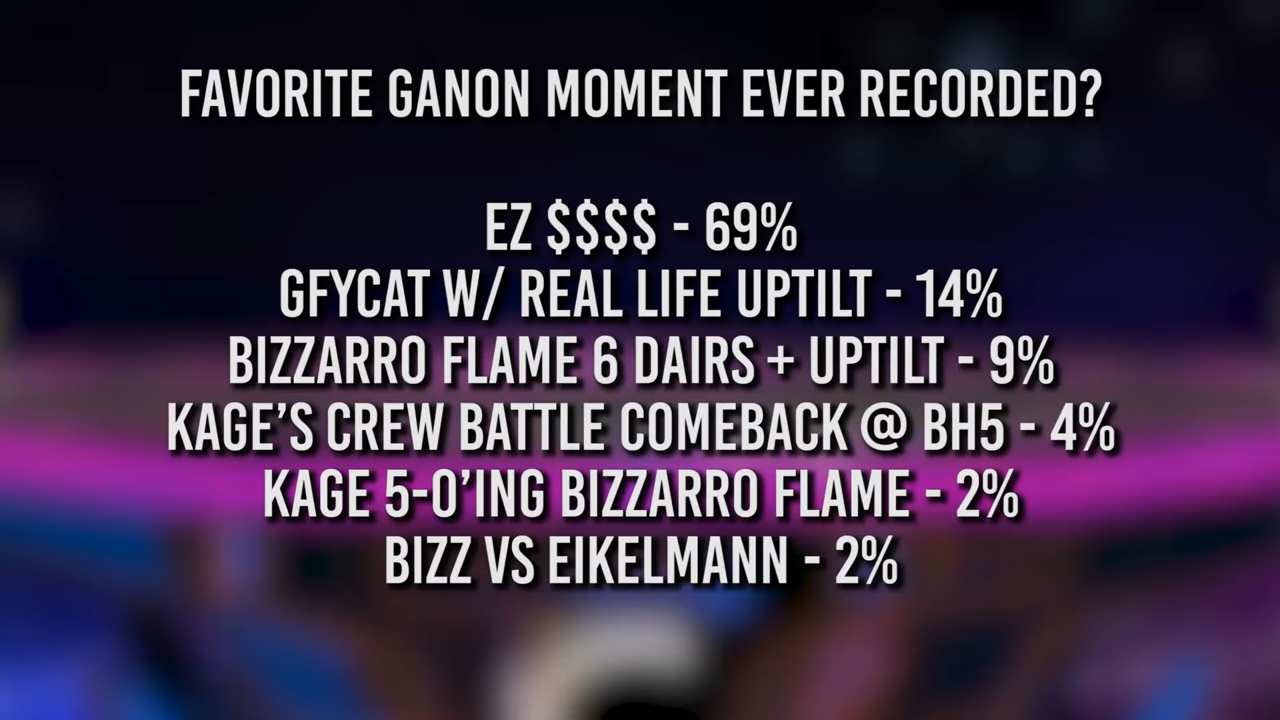 FAVORITE GANON MOMENT EVER RECORDED?
EZ $$$$ - 69%
GFYCAT W/ REAL LIFE UPTILT - 14%
BIZZARRO FLAME 6 DAIRS + UPTILT - 9%
KAGE’S CREW BATTLE COMEBACK @ BH5 - 4%
KAGE 5-0’ING BIZZARRO FLAME - 2%
BIZZ VS EIKELMANN - 2%